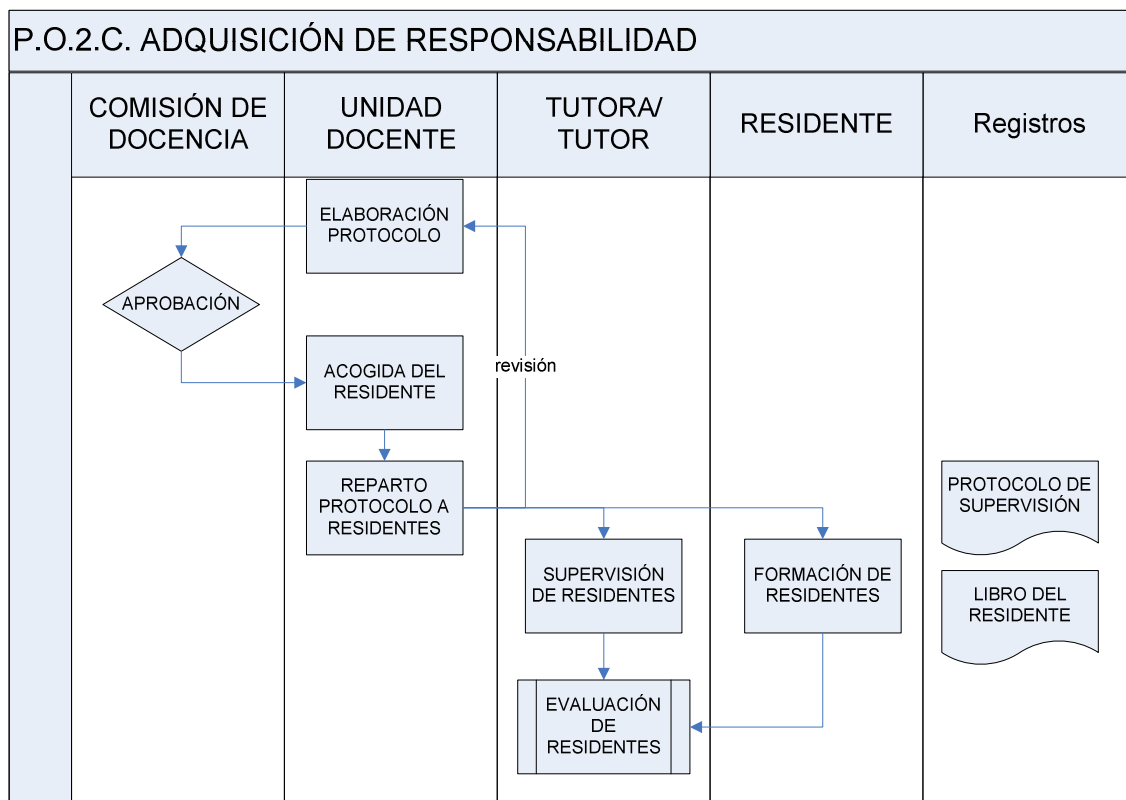 P.O.2.C. ADQUISICIÓN DE RESPONSABILIDAD
COMISIÓN DE
DOCENCIA
UNIDAD
DOCENTE
TUTORA/
TUTOR
RESIDENTE
Registros
ELABORACIÓN
PROTOCOLO
APROBACIÓN
ACOGIDA DEL
RESIDENTE
revisión
REPARTO
PROTOCOLO A
RESIDENTES
SUPERVISIÓN
DE RESIDENTES
FORMACIÓN DE
RESIDENTES
EVALUACIÓN
DE
RESIDENTES
PROTOCOLO DE
SUPERVISIÓN
LIBRO DEL
RESIDENTE